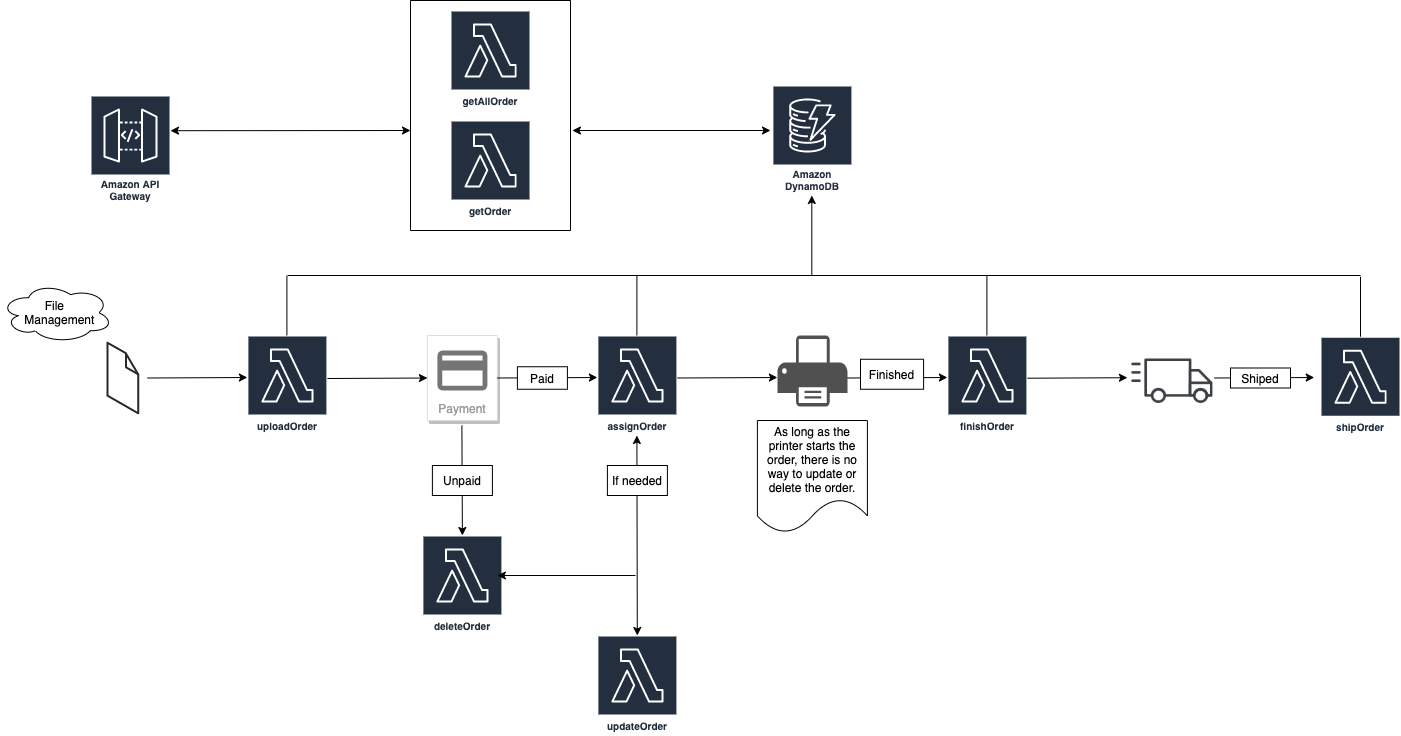 getAllOrder
getOrder
Amazon API
Gateway
Amazon
DynamoDB
File
Management
uploadOrder
Payment
Paid
assignOrder
Finished
finishOrder
Shiped
shipOrder
As long as the
printer starts the
order, there is no
way to update or
delete the order.
Unpaid
If needed
deleteOrder
updateOrder